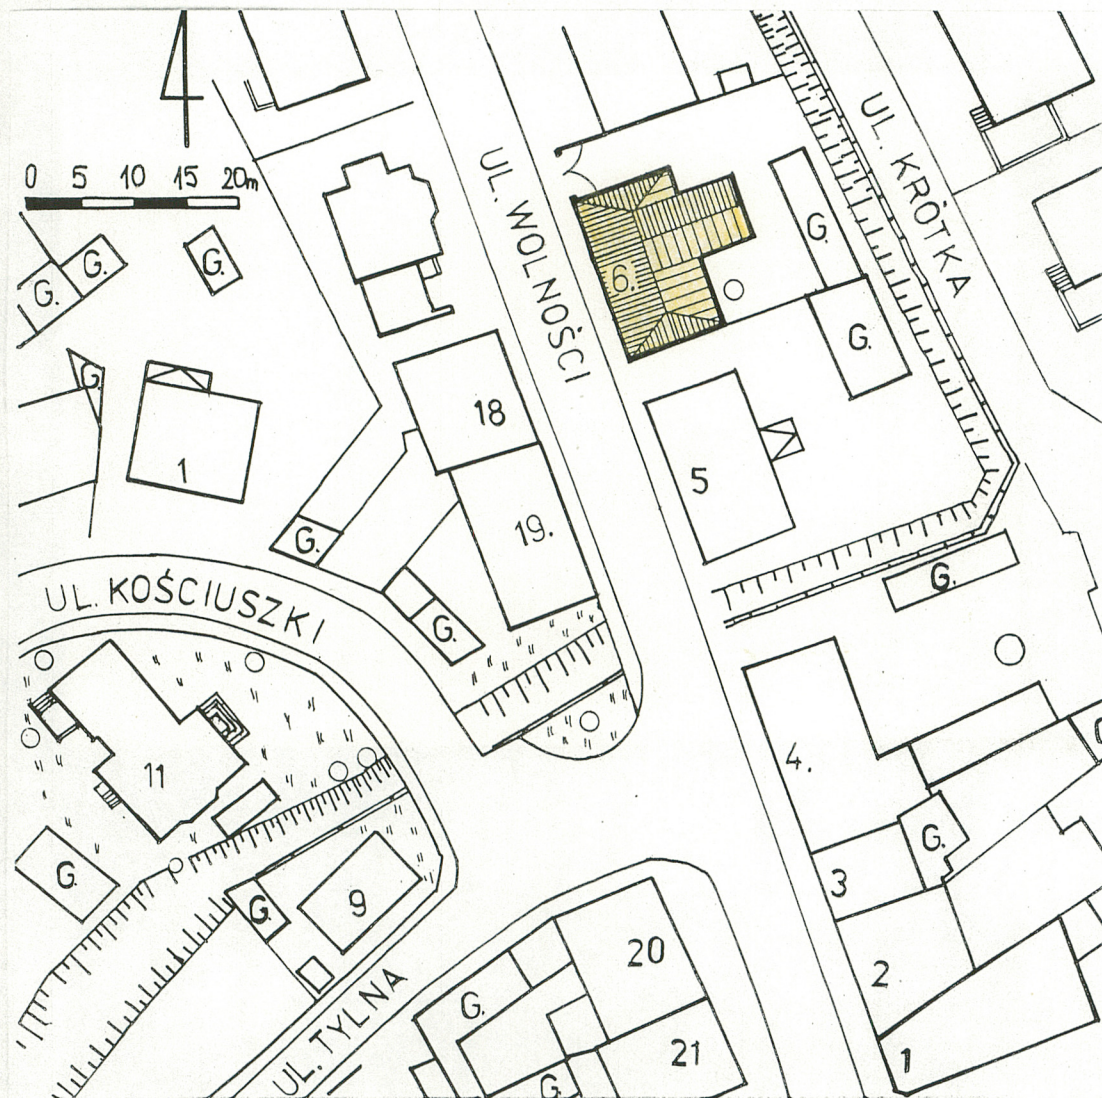 0 5 10 15 20m
UL. WOLNOŚCI
UL. KRÓTKA
G.
G.
G.
G.
6.
G.
G.
1
18
19.
5
G.
G.
G.
UL. KOŚCIUSZKI
11
G.
G.
9
4.
3
G.
2
1
20
21
G.
G.
UL. TYLNA